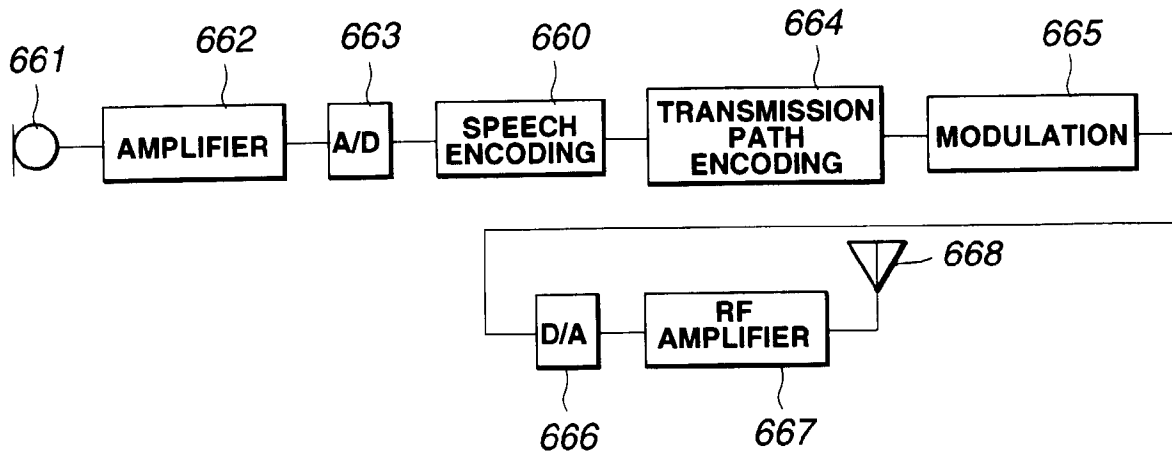 661
662
663
660
664
665
AMPLIFIER
A/D
SPEECH
ENCODING
TRANSMISSION
PATH
ENCODING
MODULATION
668
D/A
RF
AMPLIFIER
666
667